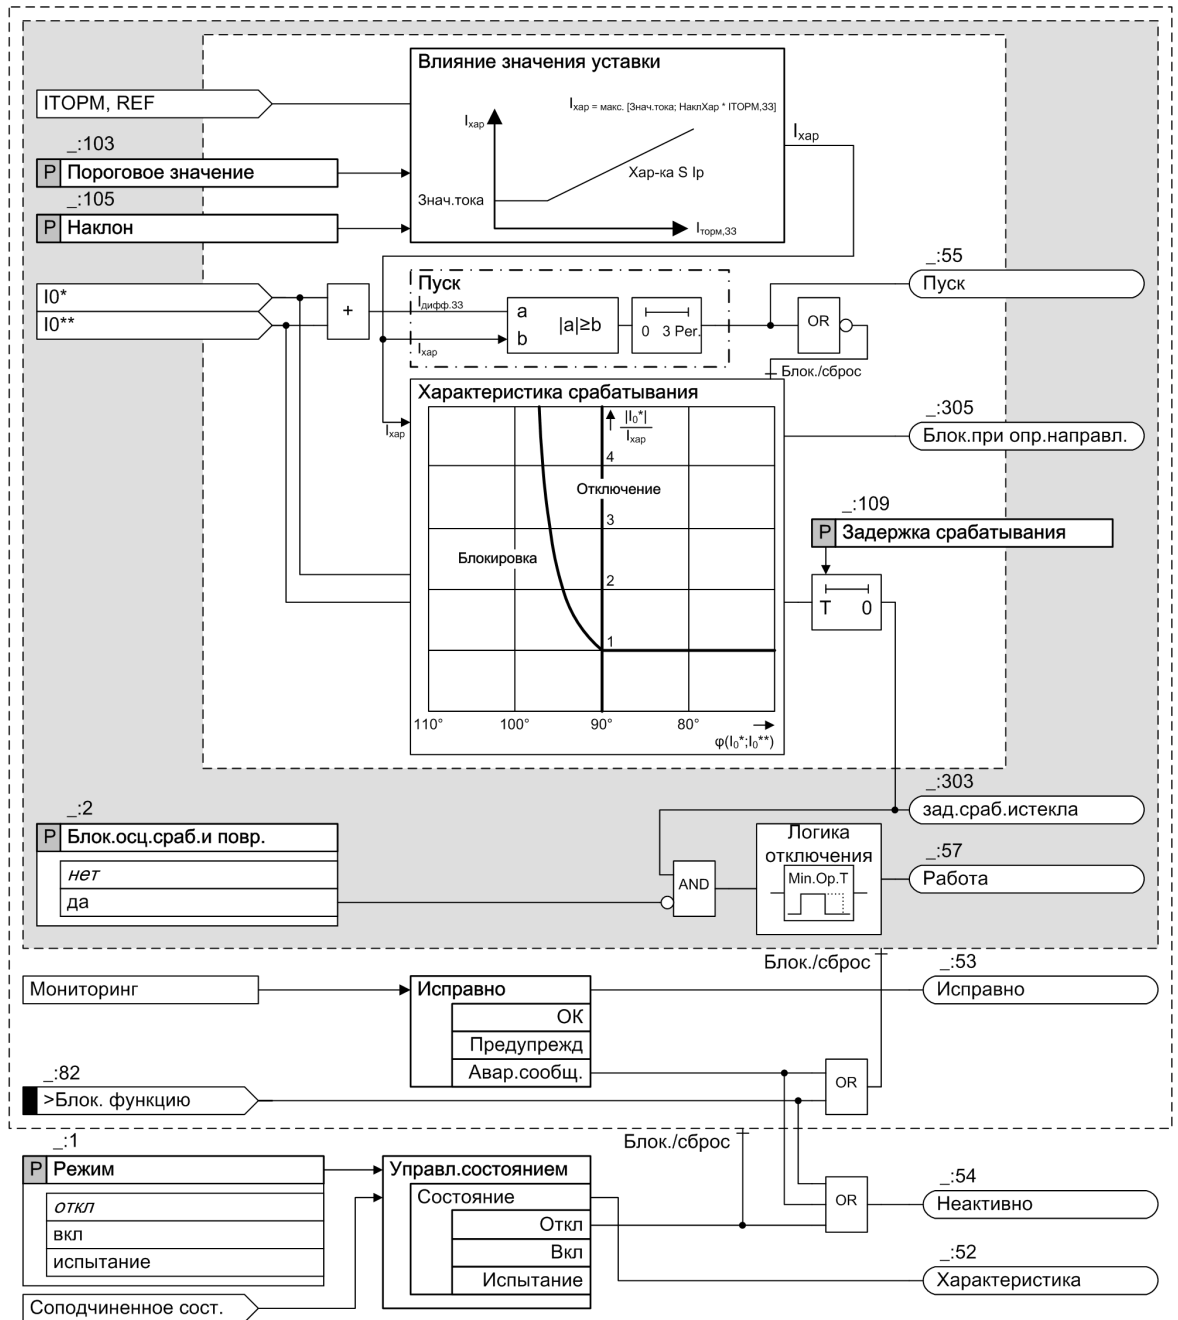 Влияние значения уставки
ITOPM, REF
Iхар = макс. [Знач.тока; НаклХар * ITOPM,ЗЗ]
Iхар
Iхар
_:103
P Пороговое значение
Хар-ка S Ip
_:105
Знач.тока
P Наклон
Iторм,ЗЗ
_:55
Пуск
Пуск
I0*
I0**
+
Iдифф.ЗЗ
a
b
|a|≥b
0 3 Per.
OR
Iхар
Блок./сброс
Характеристика срабатывания
_:305
Iхар
|I0*|
Iхар
Блок.при опр.направл.
4
Отключение
_:109
3
P Задержка срабатывания
Блокировка
2
T 0
1
110° 100° 90° 80°
φ(I0*;I0**)
_:303
зад.сраб.истекла
_:2
P Блок.осц.сраб.и повр.
нет
да
AND
Логика
отключения
Min.Op.T
_:57
Работа
Блок./сброс
_:53
Мониторинг
Исправно
Исправно
ОК
Предупрежд
Авар.сообщ.
OR
_:82
>Блок. функцию
Блок./сброс
_:1
P Режим
откл
вкл
испытание
Управл.состоянием
Состояние
Откл
Вкл
Испытание
OR
_:54
Неактивно
_:52
Характеристика
Соподчиненное сост.